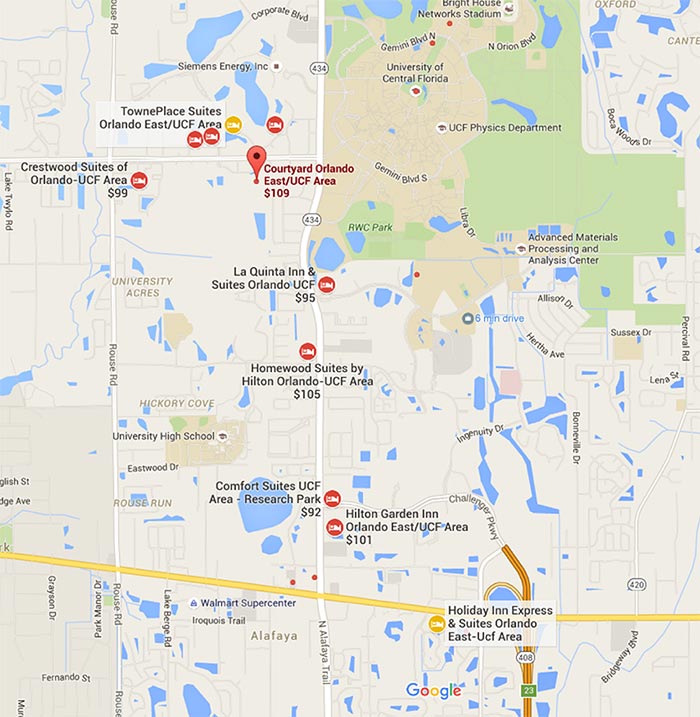 Corporate Blvd
Bright House
Networks Stadium
OXFORD
CANTE
Gemini Blvd N
N Orion Blvd
434
Siemens Energy, Inc
University of
Central Florida
TownePlace Suites
Orlando East/UCF Area
UCF Physics Department
Boca Woods Dr
Crestwood Suites of
Orlando-UCF Area
$99
Courtyard Orlando
East/UCF Area
$109
Gemini Blvd S
Lake Twylo Rd
434
Libra Dr
RWC Park
Advanced Materials
Processing and
Analysis Center
La Quinta Inn &
Suites Orlando UCF
$95
UNIVERSITY
ACRES
Allison Dr
6 min drive
Percival Rd
Sussex Dr
Hertha Ave
Rouse Rd
Homewood Suites by
Hilton Orlando-UCF Area
$105
Lena St
HICKORY COVE
Bonneville Dr
University High School
Ingenuity Dr
Eastwood Dr
glish St
Comfort Suites UCF
Area - Research Park
$92
dge Ave
ROUSE RUN
Challenger Pkwy
Hilton Garden Inn
Orlando East/UCF Area
$101
rk
Grayson Dr
Park Manor Dr
Rouse Rd
Lake Berge Rd
420
Walmart Supercenter
Iroquois Trail
Holiday Inn Express
& Suites Orlando
East-Ucf Area
Alafaya
N Alafaya Trail
Bridgeway Blvd
408
Fernando St
Google
23
Rouse
Mur